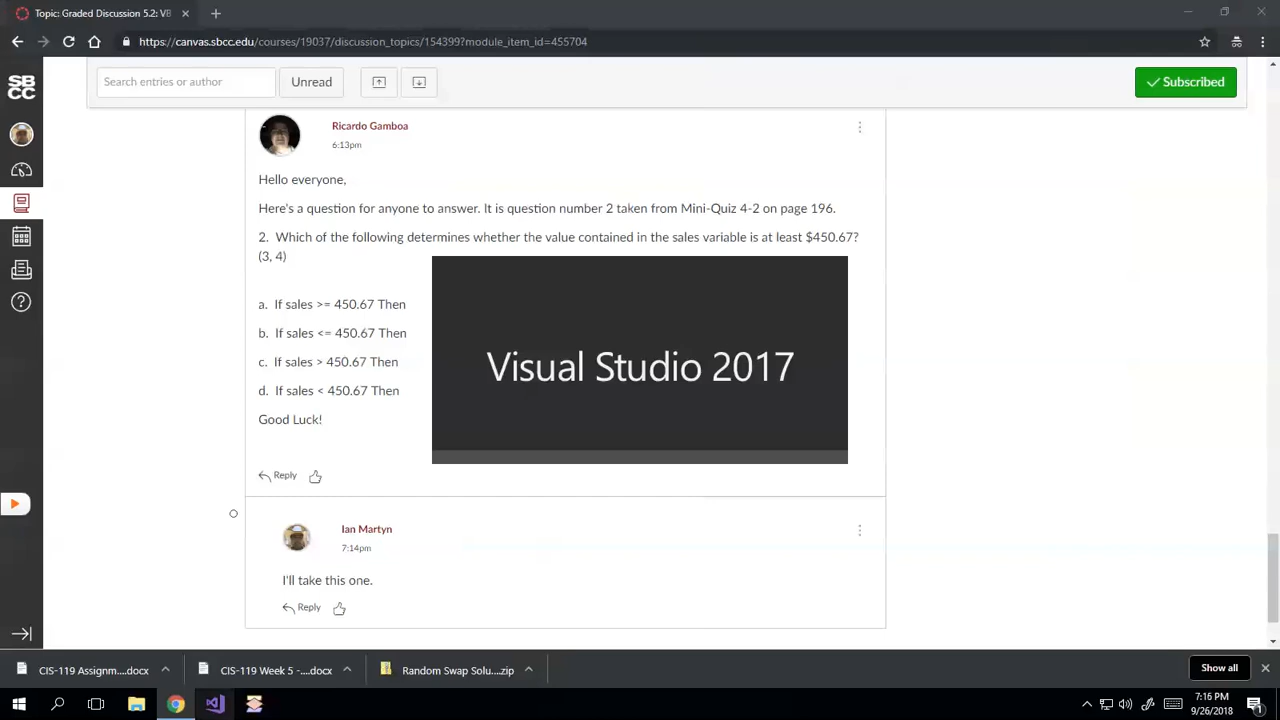 Topic: Graded Discussion 5.2: VB
https://canvas.sbcc.edu/courses/19037/discussion_topics/154399?module_item_id=455704
SB
CC
Search entries or author
Unread
Subscribed
Ricardo Gamboa
6:13pm
Hello everyone,
Here's a question for anyone to answer. It is question number 2 taken from Mini-Quiz 4-2 on page 196.
2. Which of the following determines whether the value contained in the sales variable is at least $450.67?
(3, 4)
a. If sales >= 450.67 Then
b. If sales <= 450.67 Then
c. If sales > 450.67 Then
d. If sales < 450.67 Then
Good Luck!
Visual Studio 2017
Reply
Ian Martyn
7:14pm
I'll take this one.
Reply
CIS-119 Assignm....docx
CIS-119 Week 5 -....docx
Random Swap Solu....zip
Show all
7:16 PM
9/26/2018
1